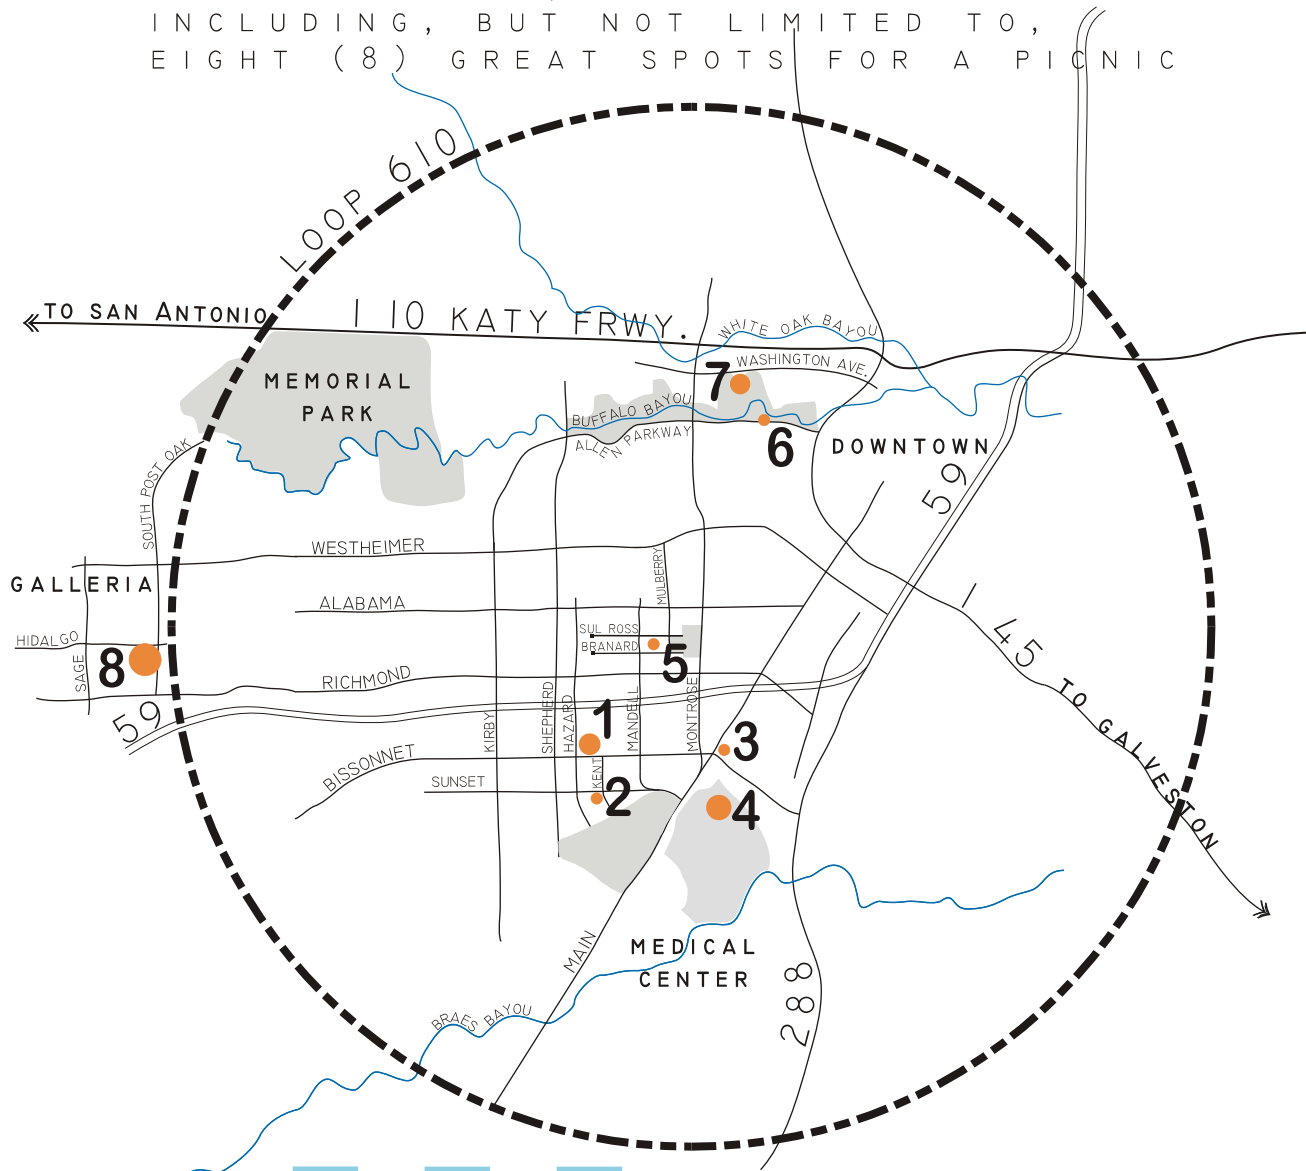 INCLUDING, BUT NOT LIMITED TO,
EIGHT (8) GREAT SPOTS FOR A PICNIC
LOOP 610
TO SAN ANTONIO
I 10 KATY FRWY.
WHITE OAK BAYOU
WASHINGTON AVE.
MEMORIAL
PARK
7
BUFFALO BAYOU
ALLEN PARKWAY
6
DOWNTOWN
59
SOUTH POST OAK
WESTHEIMER
MULBERRY
GALLERIA
ALABAMA
HIDALGO
SUL ROSS
BRANARD
5
8
SAGE
RICHMOND
I 45
TO GALVESTON
59
KIRBY
SHEPHERD
HAZARD
1
MANDELL
MONTROSE
3
BISSONNET
SUNSET
KENT
2
4
MAIN
MEDICAL
CENTER
288
BRAES BAYOU